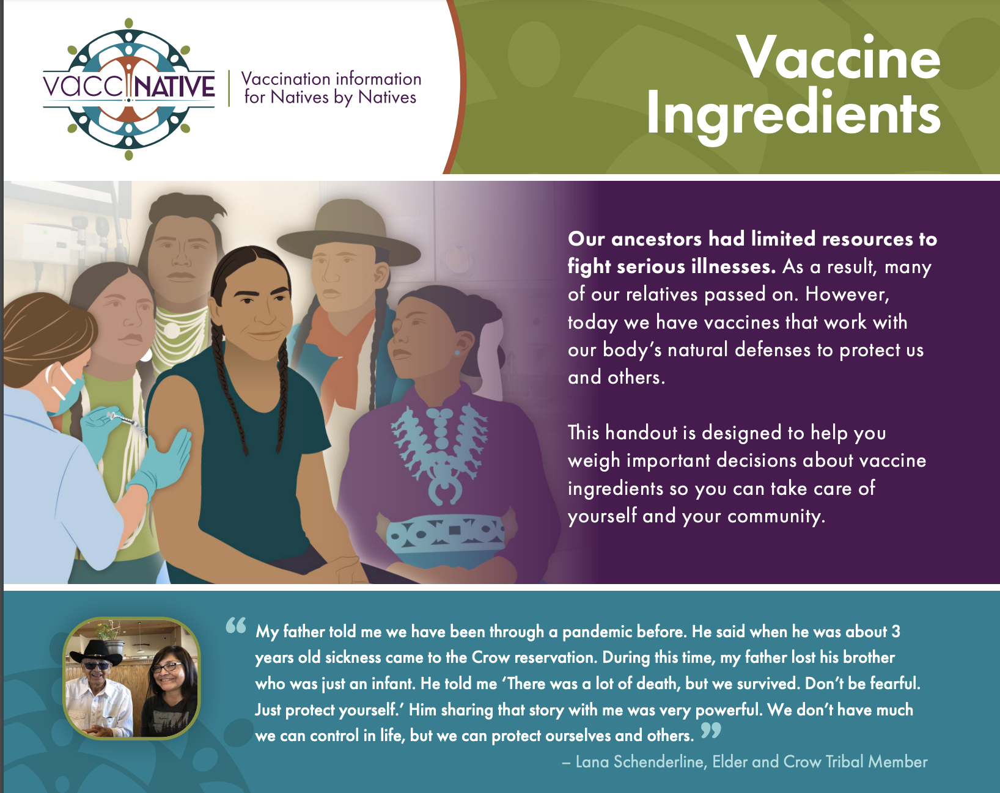 vacciNATIVE
Vaccination information
for Natives by Natives
Vaccine
Ingredients
Our ancestors had limited resources to
fight serious illnesses. As a result, many
of our relatives passed on. However,
today we have vaccines that work with
our body’s natural defenses to protect us
and others.
This handout is designed to help you
weigh important decisions about vaccine
ingredients so you can take care of
yourself and your community.
“ My father told me we have been through a pandemic before. He said when he was about 3
years old sickness came to the Crow reservation. During this time, my father lost his brother
who was just an infant. He told me ‘There was a lot of death, but we survived. Don’t be fearful.
Just protect yourself.’ Him sharing that story with me was very powerful. We don’t have much
we can control in life, but we can protect ourselves and others. ”
– Lana Schenderline, Elder and Crow Tribal Member